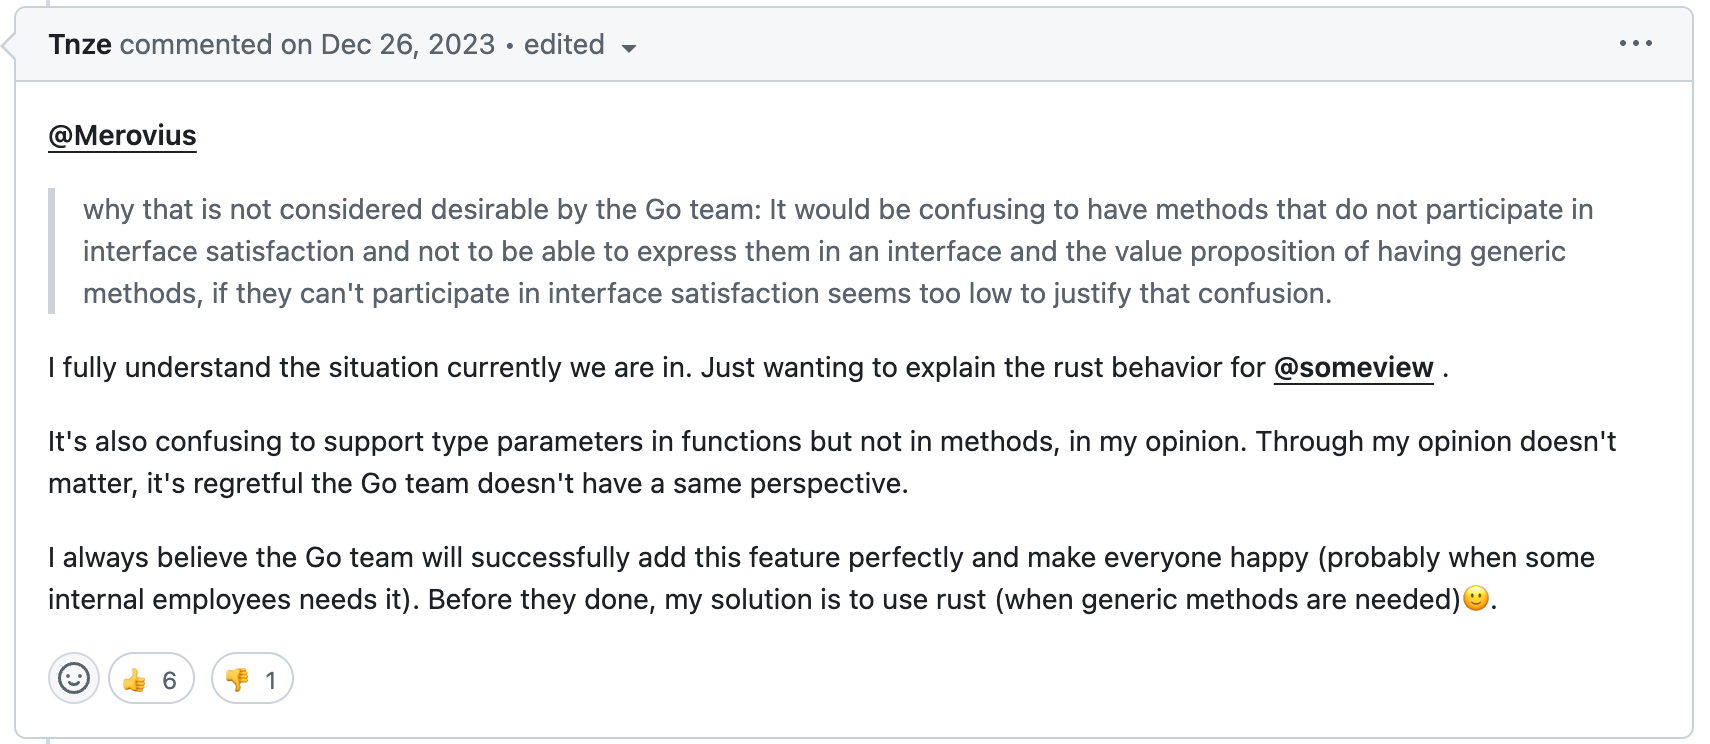 Tnze commented on Dec 26, 2023 • edited
@Merovius
why that is not considered desirable by the Go team: It would be confusing to have methods that do not participate in
interface satisfaction and not to be able to express them in an interface and the value proposition of having generic
methods, if they can't participate in interface satisfaction seems too low to justify that confusion.
I fully understand the situation currently we are in. Just wanting to explain the rust behavior for @someview .
It's also confusing to support type parameters in functions but not in methods, in my opinion. Through my opinion doesn't
matter, it's regretful the Go team doesn't have a same perspective.
I always believe the Go team will successfully add this feature perfectly and make everyone happy (probably when some
internal employees needs it). Before they done, my solution is to use rust (when generic methods are needed)🙂.
👍 6 👎 1